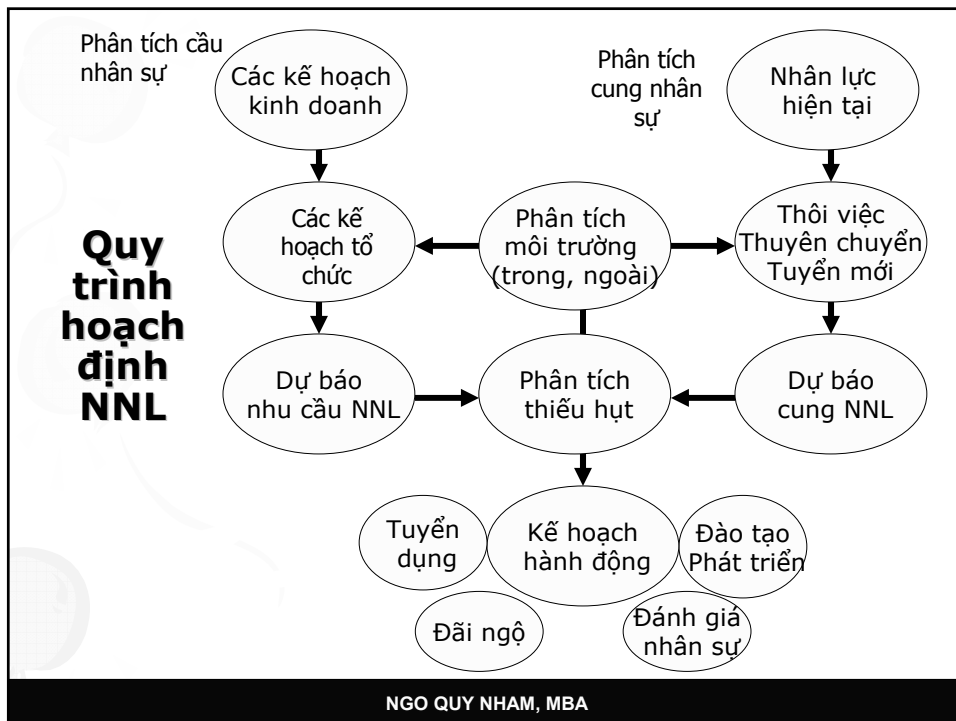 Phân tích cầu
nhân sự
Các kế hoạch
kinh doanh
Phân tích
cung nhân
sự
Nhân lực
hiện tại
Quy
trình
hoạch
định
NNL
Các kế
hoạch tổ
chức
Phân tích
môi trường
(trong, ngoài)
Thôi việc
Thuyên chuyển
Tuyển mới
Dự báo
nhu cầu NNL
Phân tích
thiếu hụt
Dự báo
cung NNL
Tuyển
dụng
Kế hoạch
hành động
Đào tạo
Phát triển
Đãi ngộ
Đánh giá
nhân sự
NGO QUY NHAM, MBA